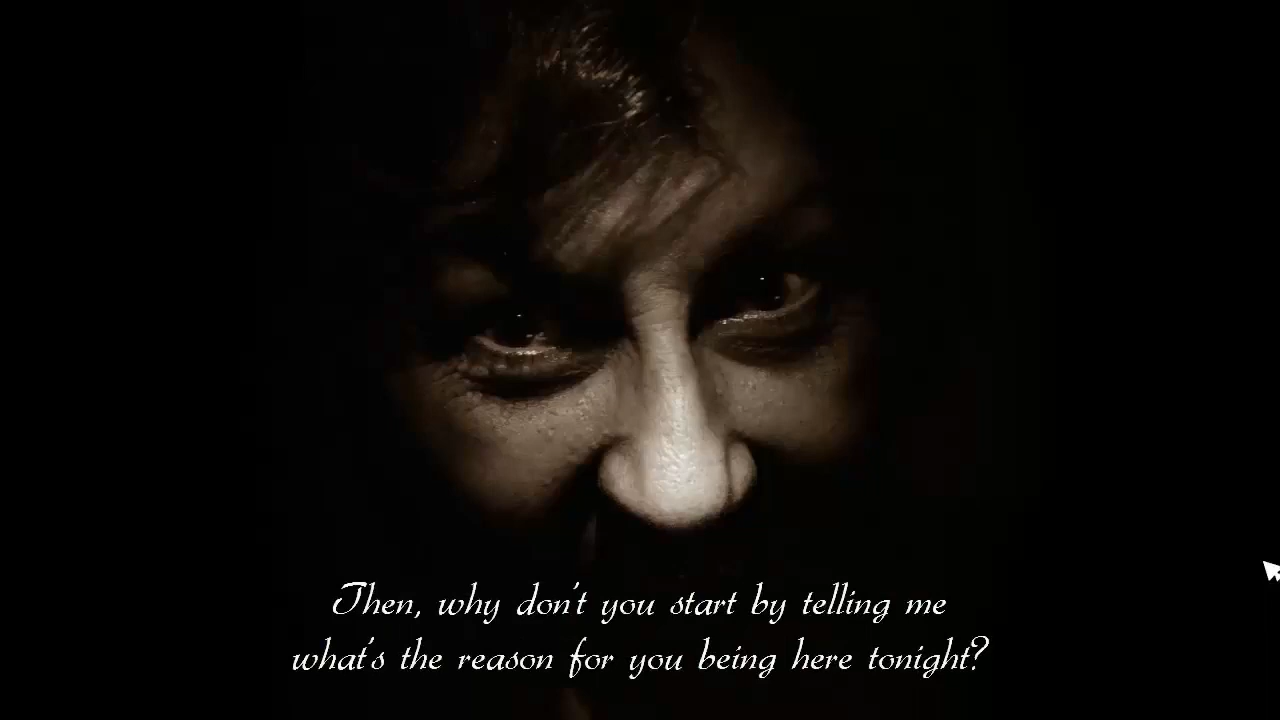 Then, why don't you start by telling me
what's the reason for you being here tonight?